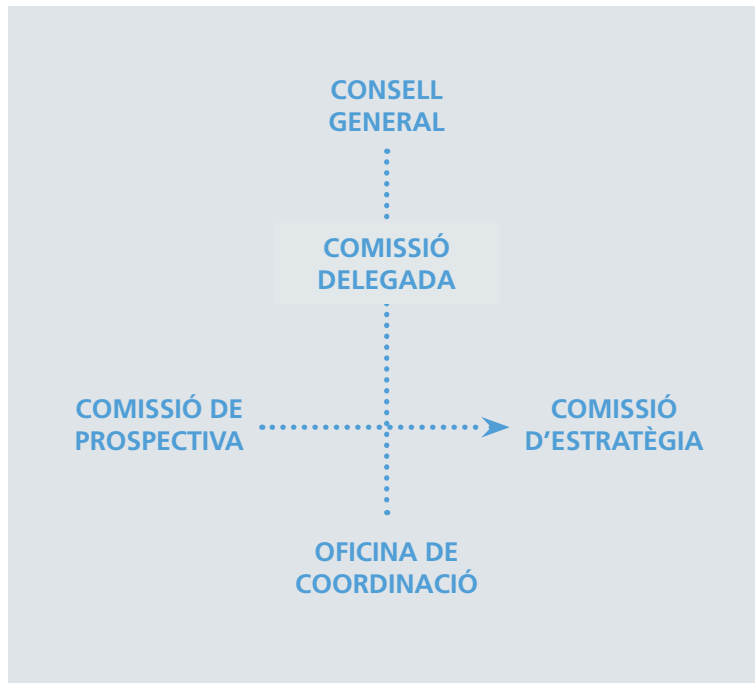 CONSELL
GENERAL
COMISSIÓ
DELEGADA
COMISSIÓ DE
PROSPECTIVA
COMISSIÓ
D’ESTRATÈGIA
OFICINA DE
COORDINACIÓ